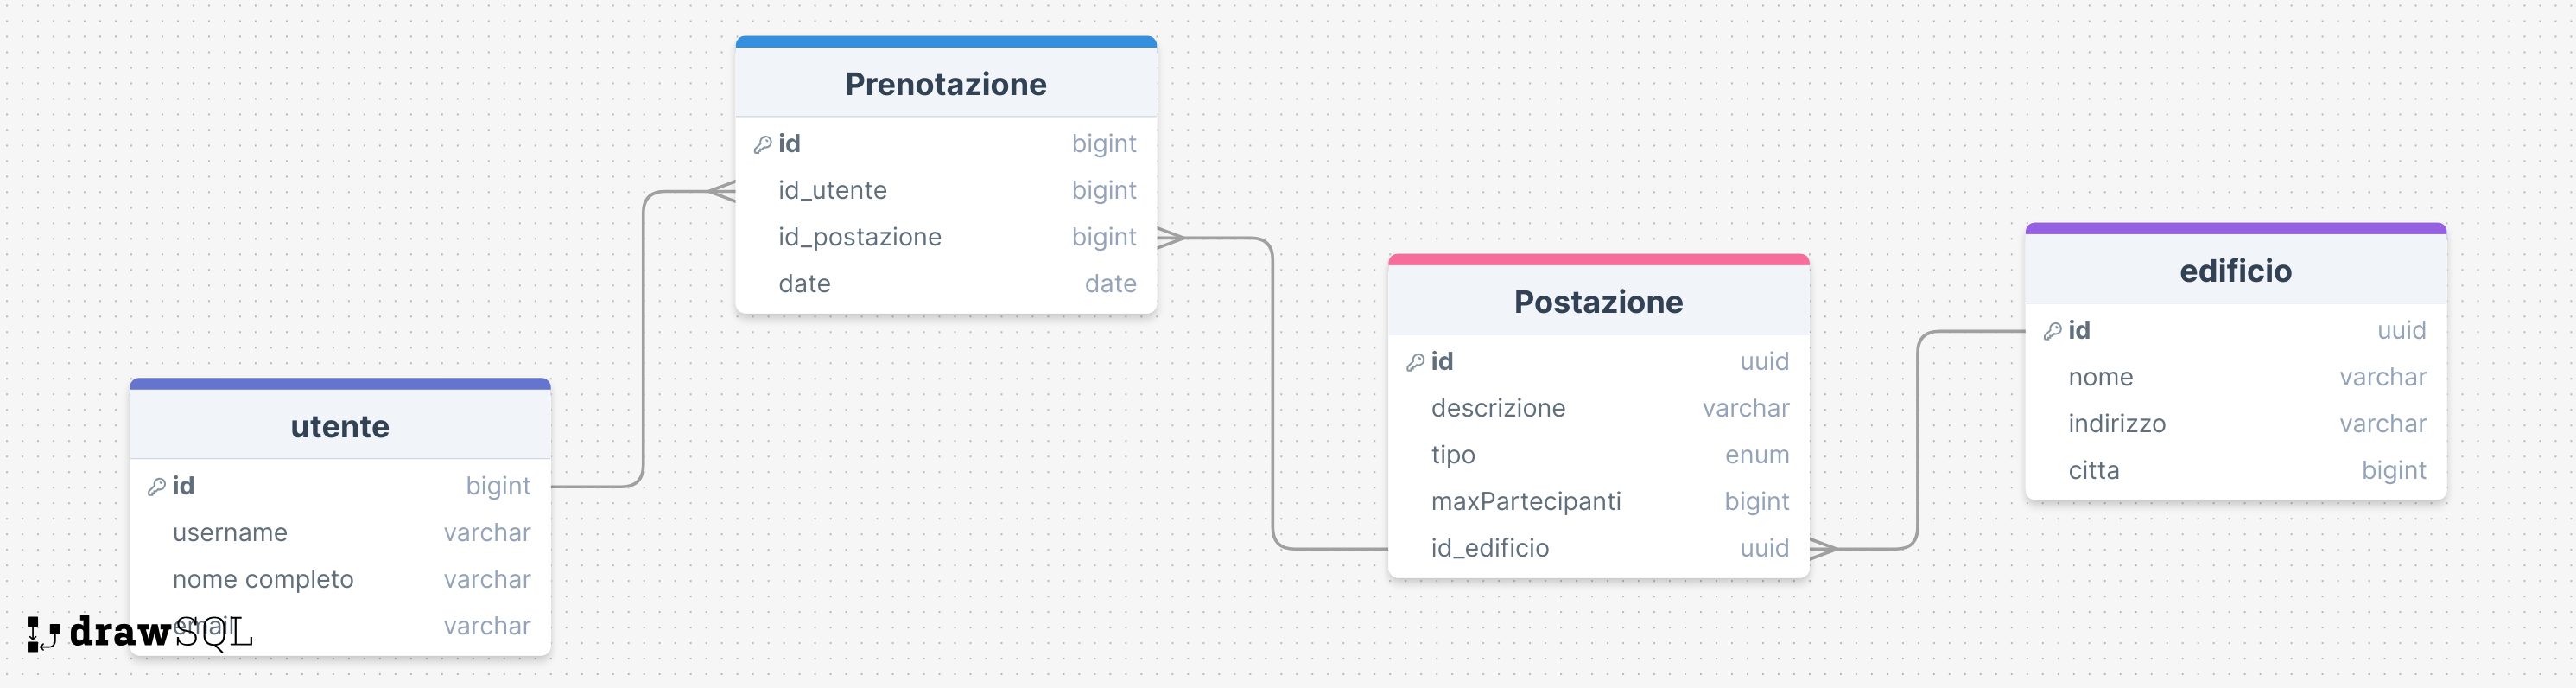 Prenotazione
id bigint
id_utente bigint
id_postazione bigint
date date
utente
id bigint
username varchar
nome completo varchar
email varchar
Postazione
id uuid
descrizione varchar
tipo enum
maxPartecipanti bigint
id_edificio uuid
edificio
id uuid
nome varchar
indirizzo varchar
citta bigint
drawSQL